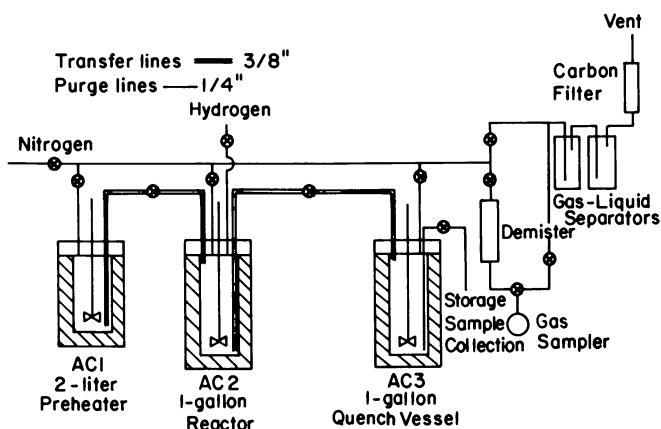 Vent
Carbon
Filter
Transfer lines 3/8"
Purge lines 1/4"
Hydrogen
Nitrogen
Gas-Liquid
Separators
Demister
Storage
Sample
Collection
Gas
Sampler
AC1
2-liter
Preheater
AC2
1-gallon
Reactor
AC3
1-gallon
Quench Vessel